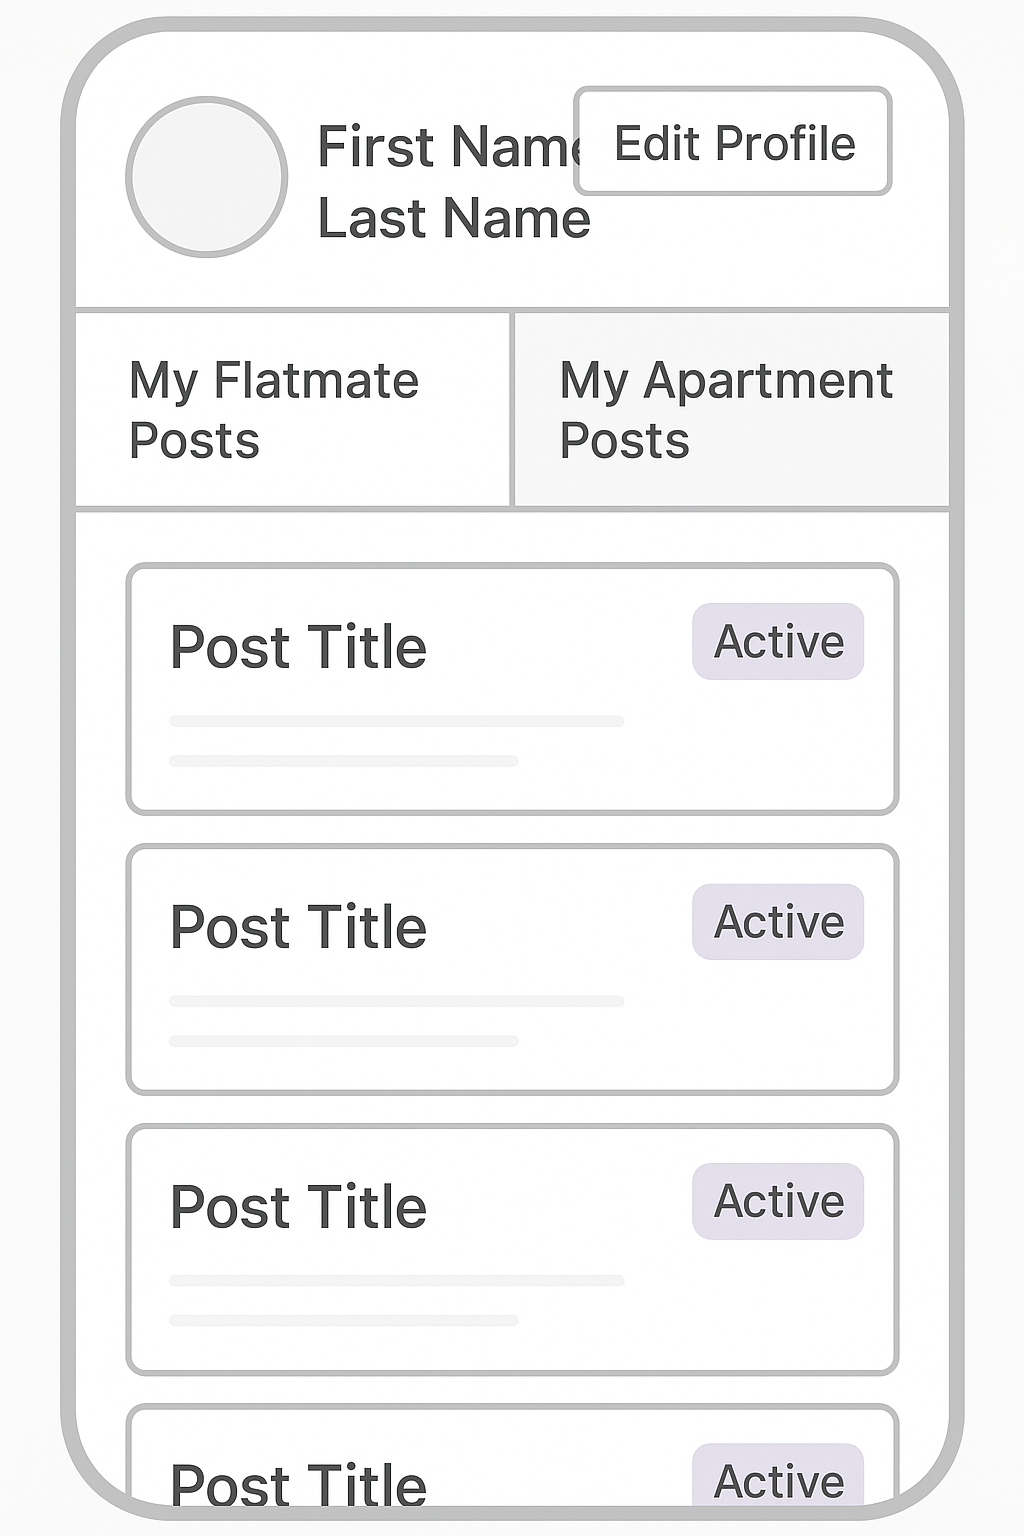 First Name
Last Name
Edit Profile
My Flatmate
Posts
My Apartment
Posts
Post Title
Active
Post Title
Active
Post Title
Active
Post Title
Active